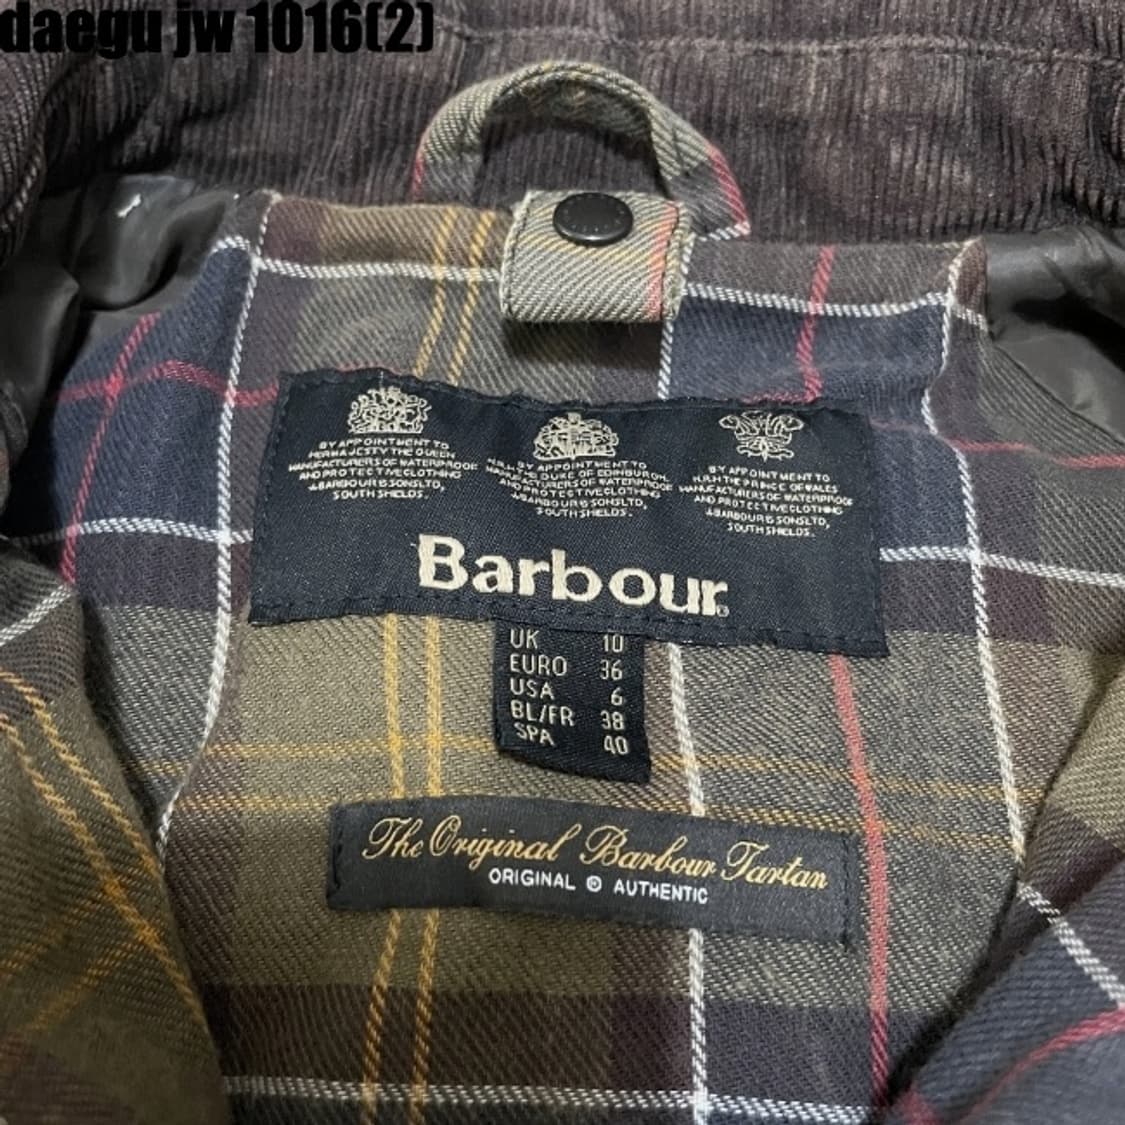 daegu jw 1016(2)
BY APPOINTMENT TO
HER MAJESTY THE QUEEN
MANUFACTURERS OF WATERPROOF
AND PROTECTIVE CLOTHING
J.BARBOUR & SONS LTD,
SOUTH SHIELDS.
BY APPOINTMENT TO
H.R.H. THE DUKE OF EDINBURGH.
MANUFACTURERS OF WATERPROOF
AND PROTECTIVE CLOTHING
J.BARBOUR & SONS LTD,
SOUTH SHIELDS.
BY APPOINTMENT TO
H.R.H. THE PRINCE OF WALES
MANUFACTURERS OF WATERPROOF
AND PROTECTIVE CLOTHING
J.BARBOUR & SONS LTD,
SOUTH SHIELDS.
Barbour®
UK 10
EURO 36
USA 6
BL/FR 38
SPA 40
The Original Barbour Tartan
ORIGINAL ® AUTHENTIC